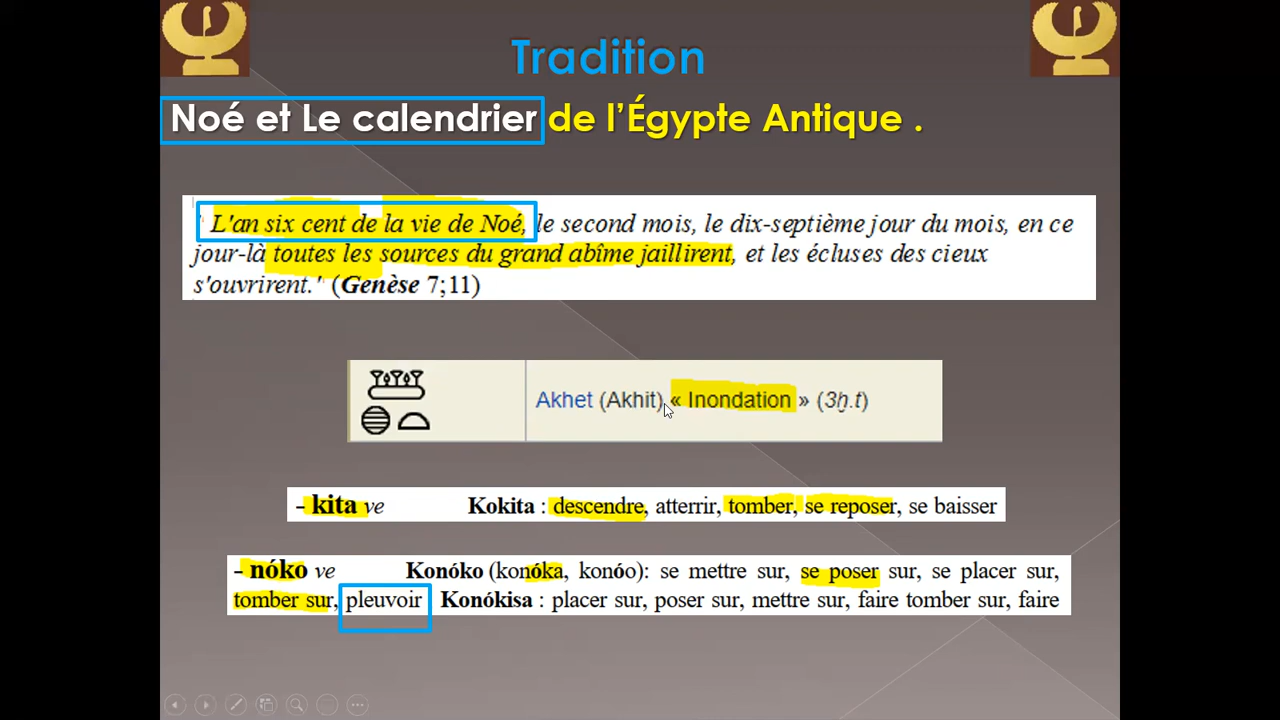 Tradition
Noé et Le calendrier de l’Égypte Antique .
" L'an six cent de la vie de Noé, le second mois, le dix-septième jour du mois, en ce
jour-là toutes les sources du grand abîme jaillirent, et les écluses des cieux
s'ouvrirent." (Genèse 7;11)
Akhet (Akhit) « Inondation » (3ḫ.t)
- kita ve Kokita : descendre, atterrir, tomber, se reposer, se baisser
- nóko ve Konóko (konóka, konóo): se mettre sur, se poser sur, se placer sur,
tomber sur, pleuvoir Konókisa : placer sur, poser sur, mettre sur, faire tomber sur, faire